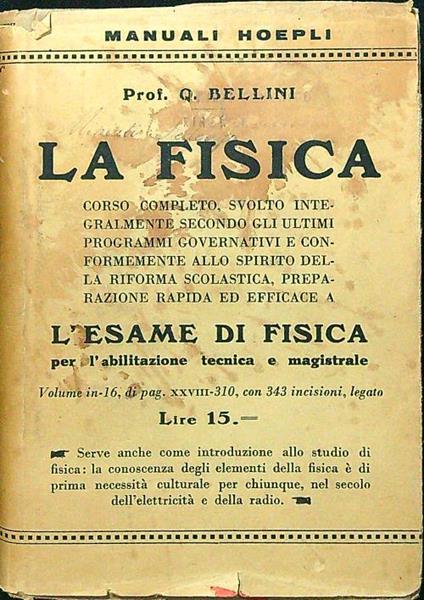 MANUALI HOEPLI
Prof. Q. BELLINI
LA FISICA
CORSO COMPLETO, SVOLTO INTE-
GRALMENTE SECONDO GLI ULTIMI
PROGRAMMI GOVERNATIVI E CON-
FORMEMENTE ALLO SPIRITO DEL-
LA RIFORMA SCOLASTICA, PREPA-
RAZIONE RAPIDA ED EFFICACE A
L'ESAME DI FISICA
per l'abilitazione tecnica e magistrale
Volume in-16, di pag. XXVIII-310, con 343 incisioni, legato
Lire 15.—
Serve anche come introduzione allo studio di
fisica: la conoscenza degli elementi della fisica è di
prima necessità culturale per chiunque, nel secolo
dell'elettricità e della radio.